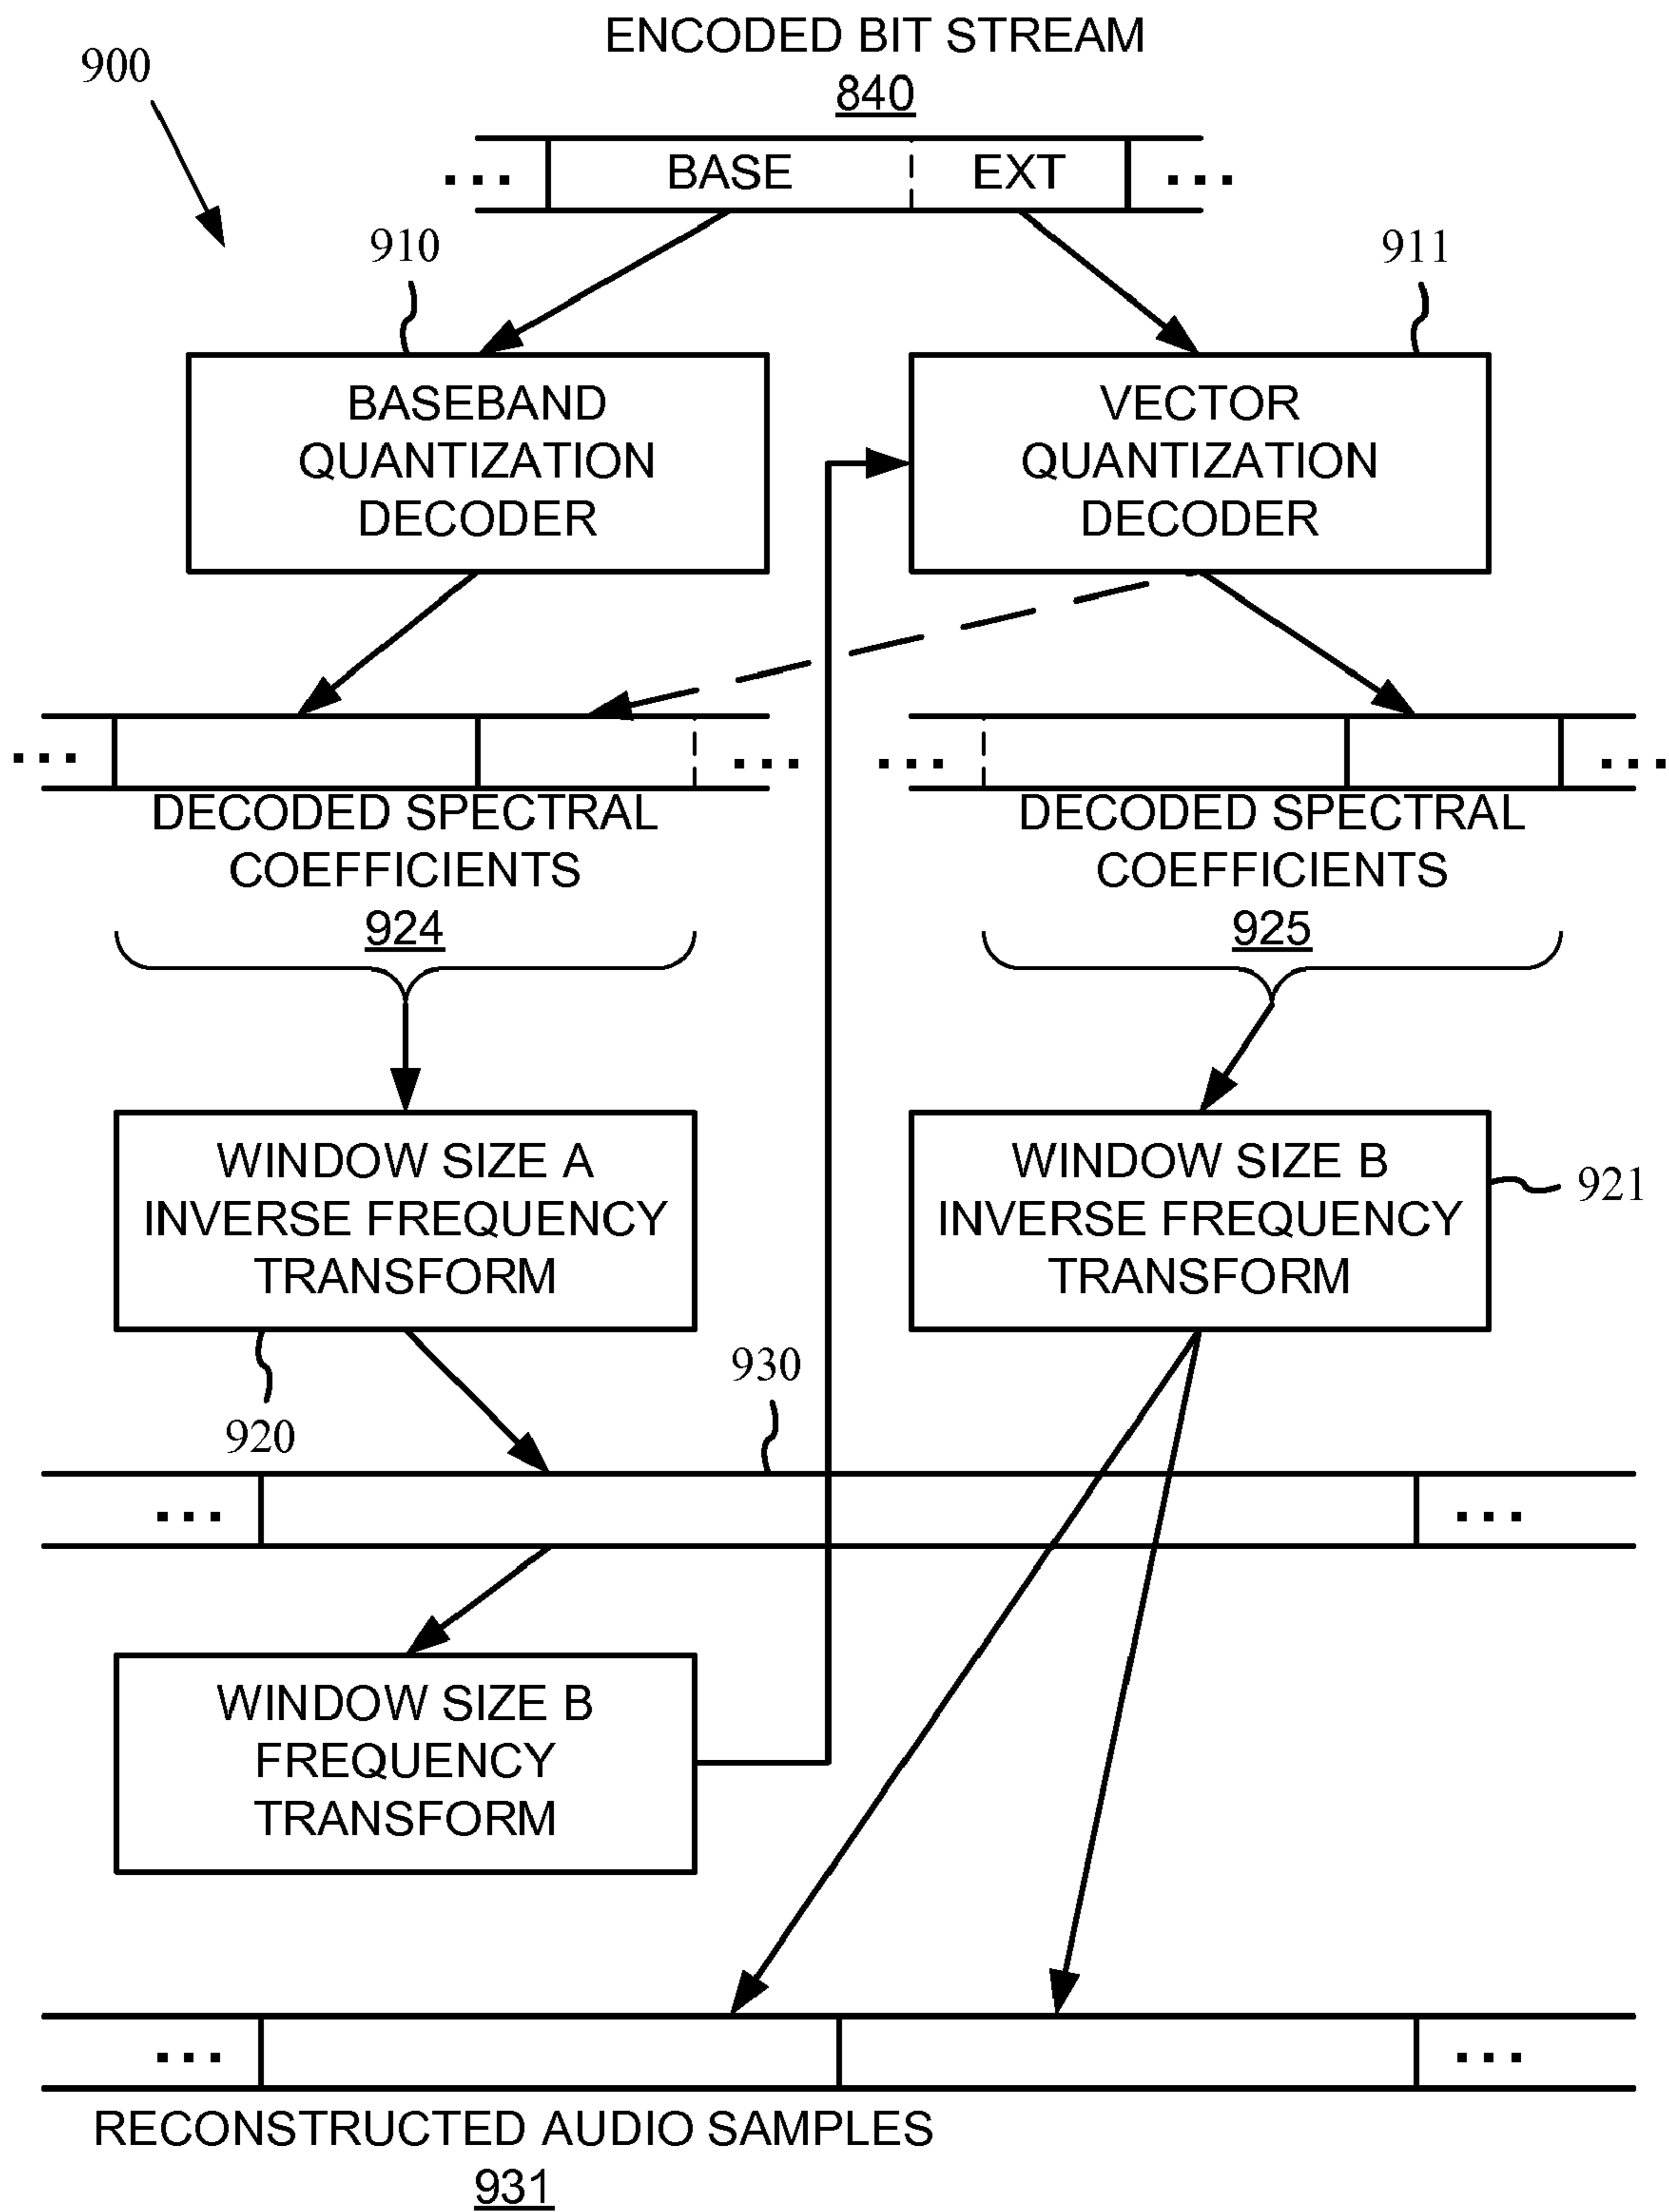 ENCODED BIT STREAM
840
900
... BASE EXT ...
910
911
BASEBAND
QUANTIZATION
DECODER
VECTOR
QUANTIZATION
DECODER
... ...
... ...
DECODED SPECTRAL
COEFFICIENTS
924
DECODED SPECTRAL
COEFFICIENTS
925
WINDOW SIZE A
INVERSE FREQUENCY
TRANSFORM
WINDOW SIZE B
INVERSE FREQUENCY
TRANSFORM
921
930
920
... ...
WINDOW SIZE B
FREQUENCY
TRANSFORM
... ...
RECONSTRUCTED AUDIO SAMPLES
931